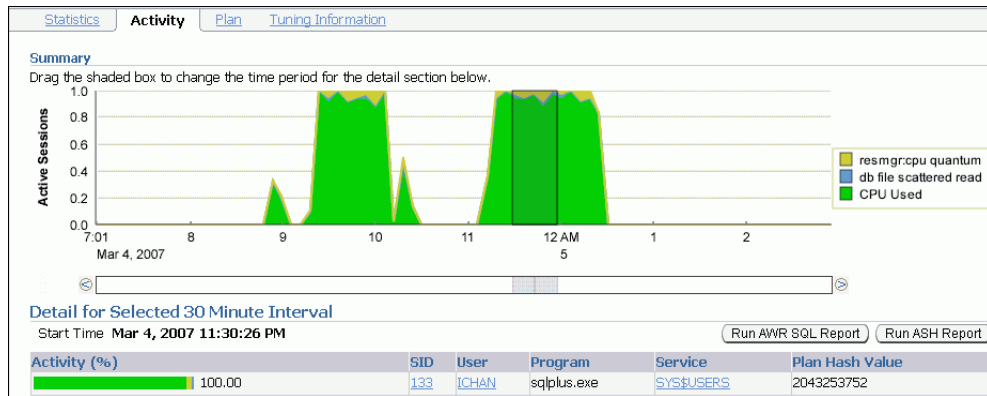 Statistics Activity Plan Tuning Information
Summary
Drag the shaded box to change the time period for the detail section below.
Active Sessions
1.0
0.8
0.6
0.4
0.2
0.0
7:01 8 9 10 11 12 AM 1 2
Mar 4, 2007 5
resmgr:cpu quantum
db file scattered read
CPU Used
Detail for Selected 30 Minute Interval
Start Time Mar 4, 2007 11:30:26 PM Run AWR SQL Report Run ASH Report
Activity (%) SID User Program Service Plan Hash Value
100.00 133 ICHAN sqlplus.exe SYS$USERS 2043253752